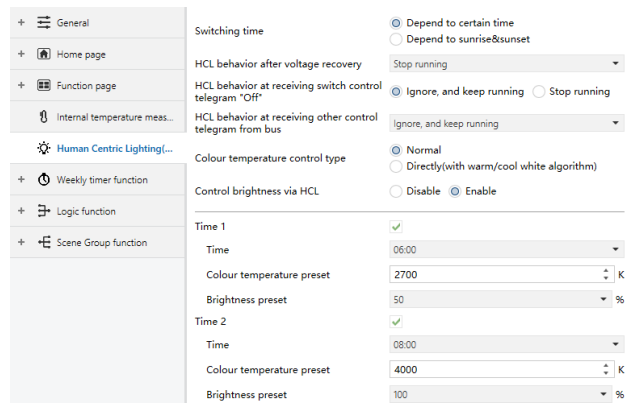 General
Home page
Function page
Internal temperature meas...
Human Centric Lighting(...
Weekly timer function
Logic function
Scene Group function
Switching time
Depend to certain time
Depend to sunrise&sunset
HCL behavior after voltage recovery
Stop running
HCL behavior at receiving switch control
telegram "Off"
Ignore, and keep running
Stop running
HCL behavior at receiving other control
telegram from bus
Ignore, and keep running
Colour temperature control type
Normal
Directly(with warm/cool white algorithm)
Control brightness via HCL
Disable
Enable
Time 1
Time
06:00
Colour temperature preset
2700
K
Brightness preset
50
%
Time 2
Time
08:00
Colour temperature preset
4000
K
Brightness preset
100
%